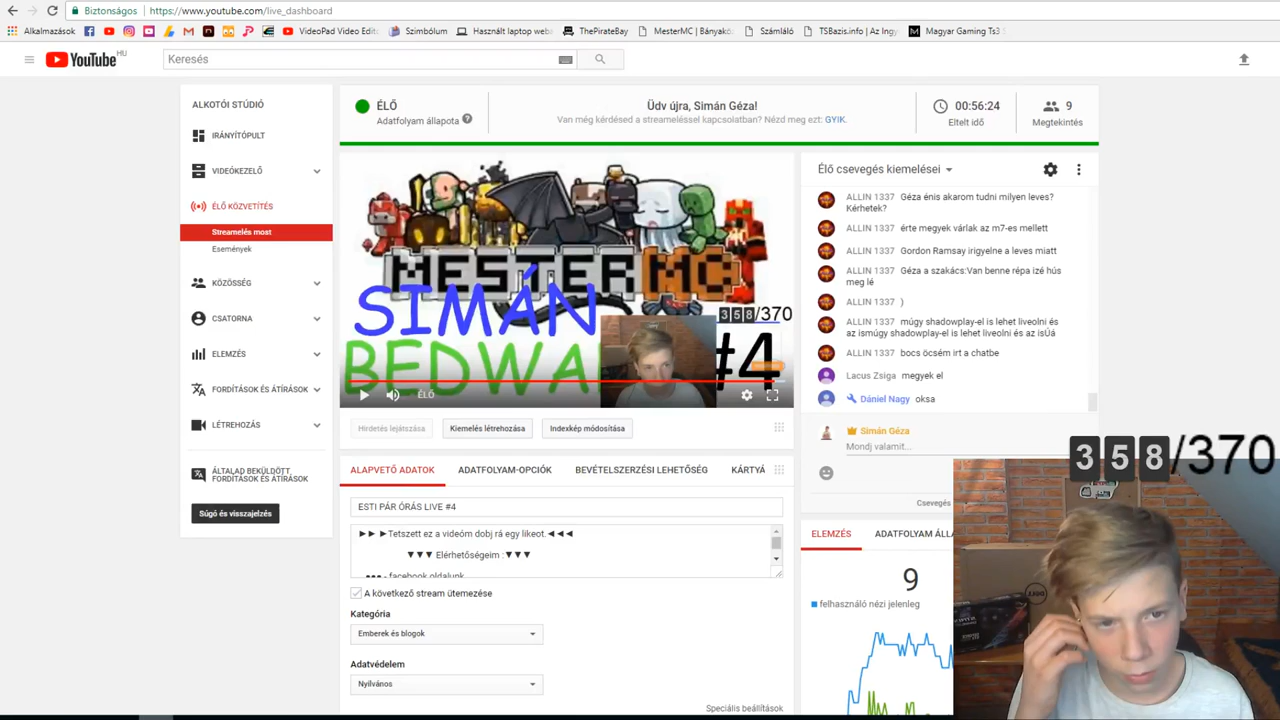 Biztonságos
https://www.youtube.com/live_dashboard
Alkalmazások
VideoPad Video Edit
Szimbólum
Használt laptop web
ThePirateBay
MesterMC | Bányaká
Számláló
TSBazis.info | Az Ingy
Magyar Gaming Ts3
YouTube HU
Keresés
ALKOTÓI STÚDIÓ
IRÁNYÍTÓPULT
VIDEÓKEZELŐ
ÉLŐ KÖZVETÍTÉS
Streamelés most
Események
KÖZÖSSÉG
CSATORNA
ELEMZÉS
FORDÍTÁSOK ÉS ÁTÍRÁSOK
LÉTREHOZÁS
ÁLTALAD BEKÜLDÖTT
FORDÍTÁSOK ÉS ÁTÍRÁSOK
Súgó és visszajelzés
ÉLŐ
Adatfolyam állapota
Üdv újra, Simán Géza!
Van még kérdésed a streameléssel kapcsolatban? Nézd meg ezt: GYIK.
00:56:24
Eltelt idő
9
Megtekintés
MESTERMC
SIMÁN
358/370
BEDWA
#4
ÉLŐ
Hirdetés lejátszása
Kiemelés létrehozása
Indexkép módosítása
ALAPVETŐ ADATOK
ADATFOLYAM-OPCIÓK
BEVÉTELSZERZÉSI LEHETŐSÉG
KÁRTYÁ
ESTI PÁR ÓRÁS LIVE #4
►► ►Tetszett ez a videóm dobj rá egy likeot.◄◄◄
▼▼▼ Elérhetőségeim :▼▼▼
facebook oldalunk
A következő stream ütemezése
Kategória
Emberek és blogok
Adatvédelem
Nyilvános
Speciális beállítások
Élő csevegés kiemelései
ALLIN 1337 Géza énis akarom tudni milyen leves?
Kérhetek?
ALLIN 1337 érte megyek várlak az m7-es mellett
ALLIN 1337 Gordon Ramsay irigyelne a leves miatt
ALLIN 1337 Géza a szakács:Van benne répa izé hús
meg lé
ALLIN 1337 )
ALLIN 1337 múgy shadowplay-el is lehet liveolni és
az ismúgy shadowplay-el is lehet liveolni és az isÚá
ALLIN 1337 bocs öcsém irt a chatbe
Lacus Zsiga megyek el
Dániel Nagy oksa
Simán Géza
Mondj valamit...
Csevegés
358/370
ELEMZÉS
ADATFOLYAM ÁLLA
9
felhasználó nézi jelenleg